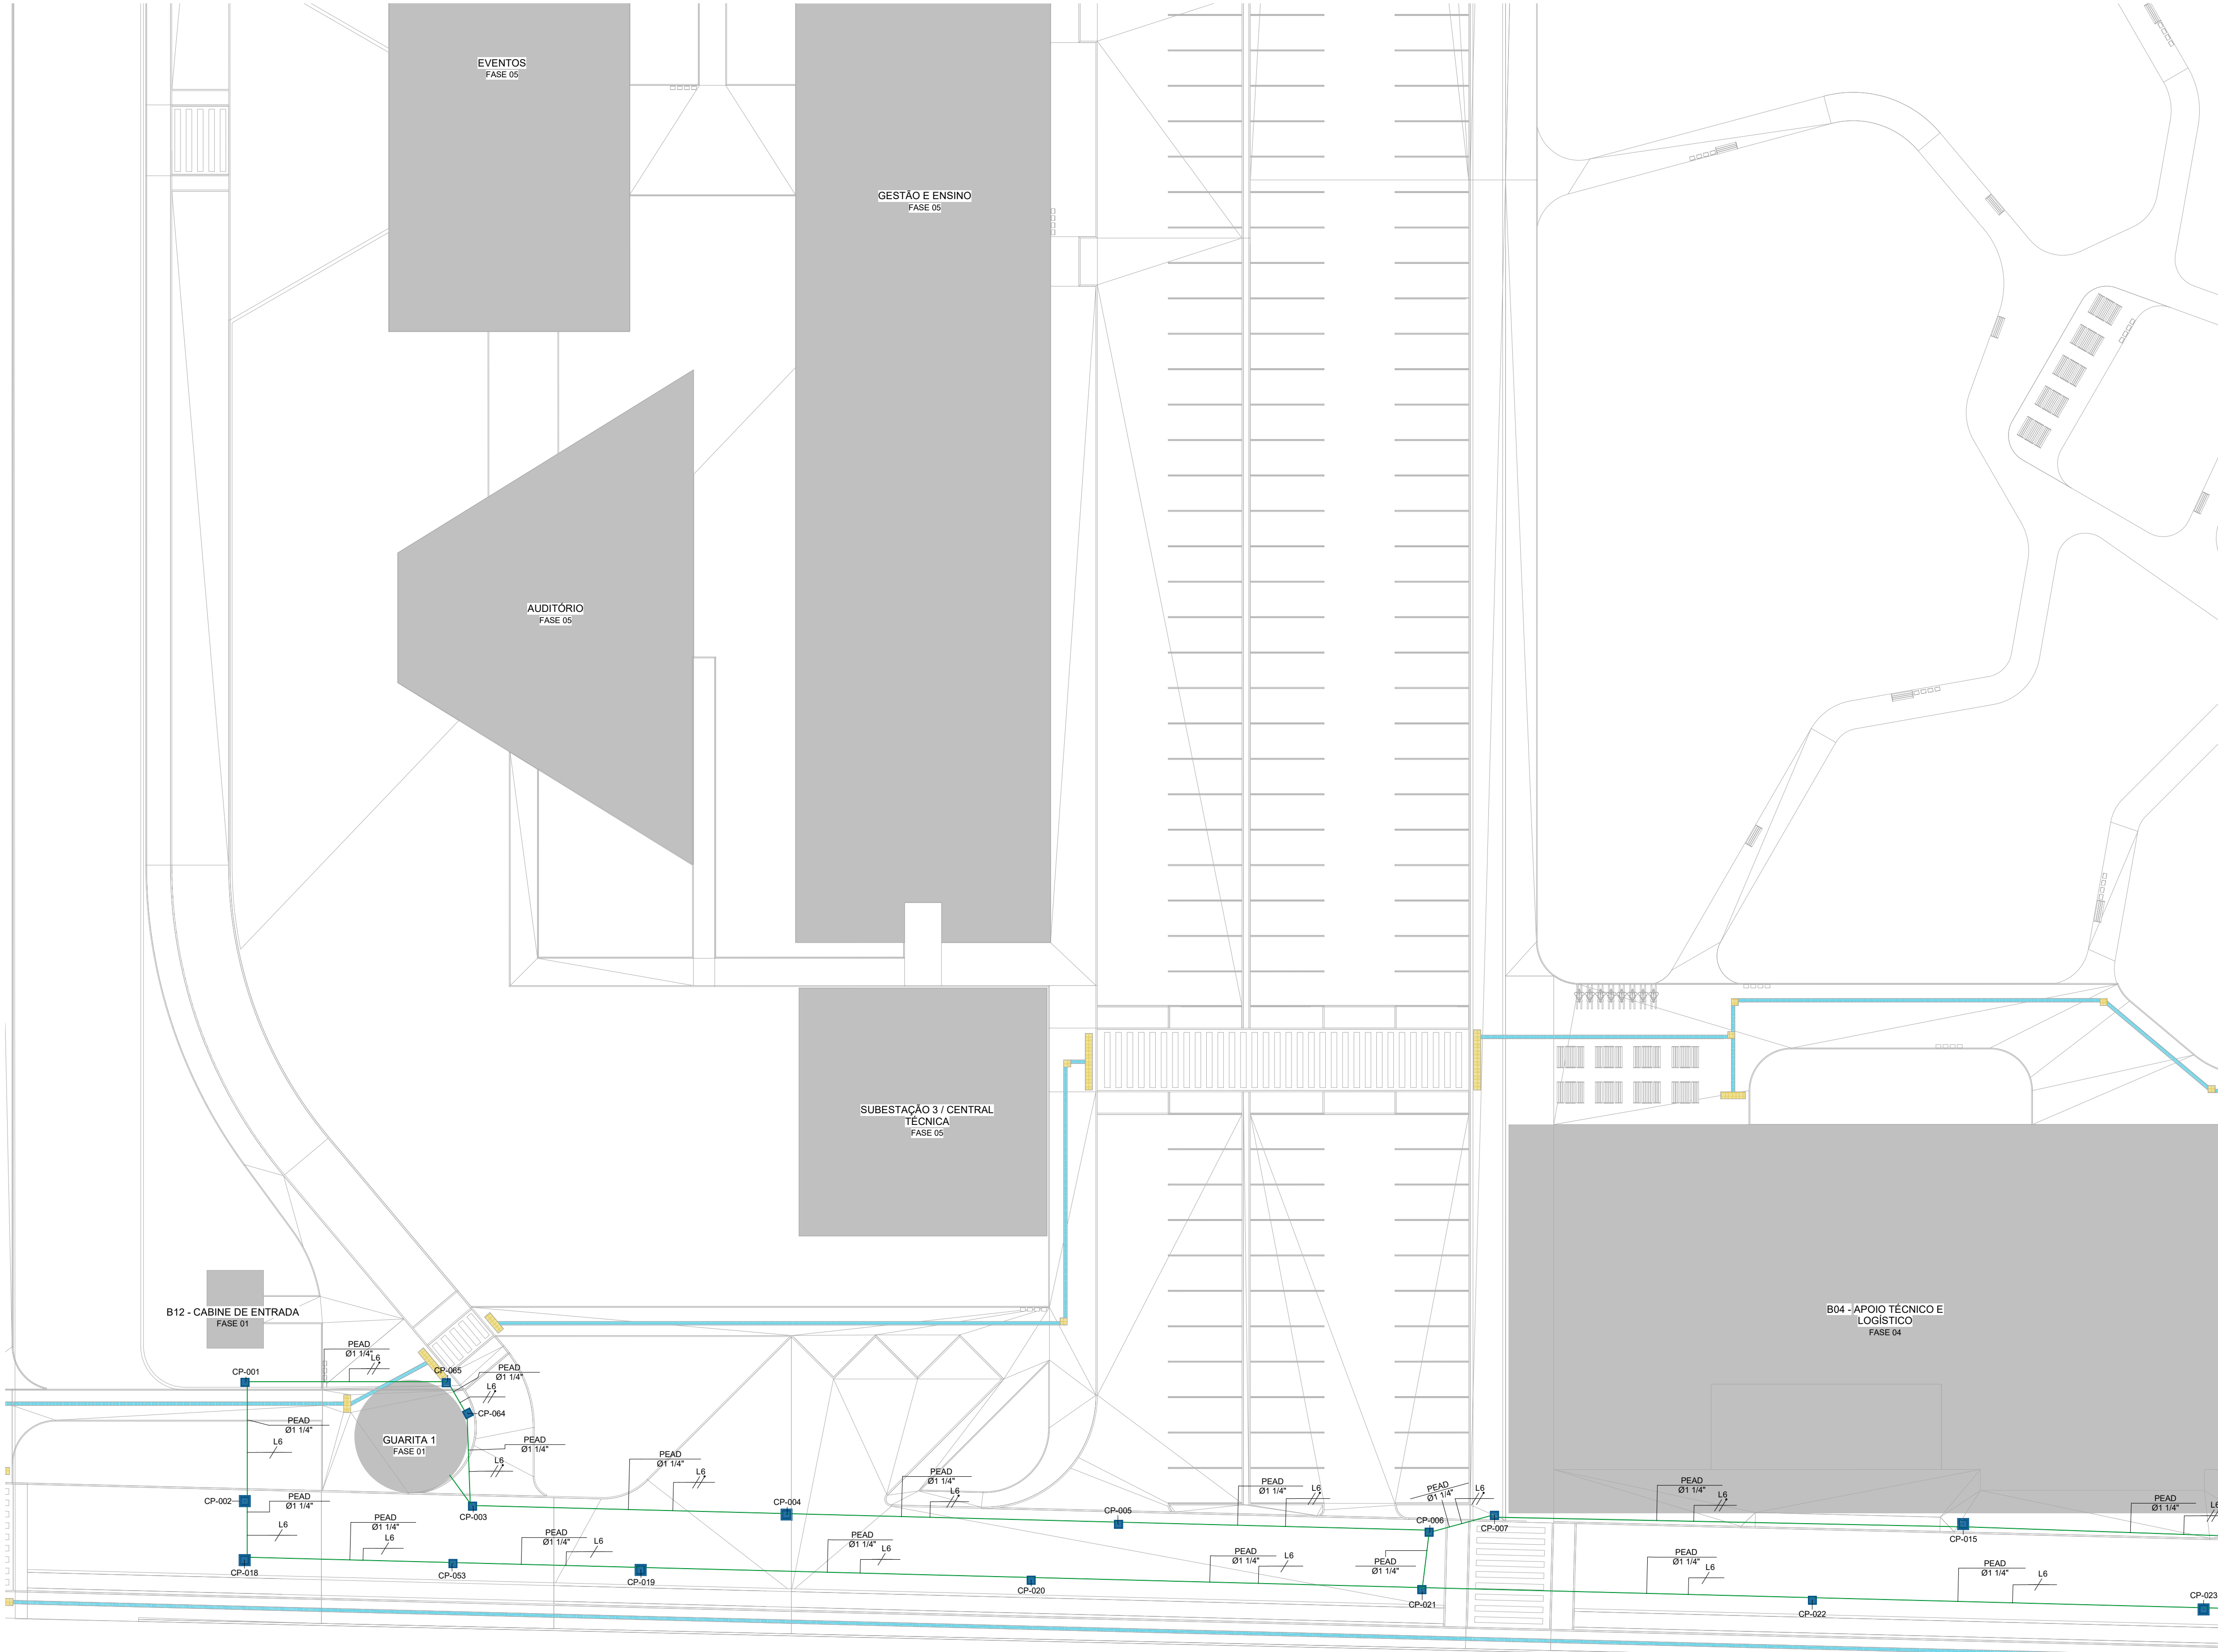 EVENTOS
FASE 05
GESTÃO E ENSINO
FASE 05
AUDITÓRIO
FASE 05
SUBESTAÇÃO 3 / CENTRAL
TÉCNICA
FASE 05
B12 - CABINE DE ENTRADA
FASE 01
B04 - APOIO TÉCNICO E
LOGÍSTICO
FASE 04
PEAD
Ø1 1/4"
L6
CP-001
CP-065
PEAD
Ø1 1/4"
L6
CP-064
PEAD
Ø1 1/4"
L6
GUARITA 1
FASE 01
PEAD
Ø1 1/4"
L6
PEAD
Ø1 1/4"
L6
CP-002
PEAD
Ø1 1/4"
L6
CP-003
PEAD
Ø1 1/4"
L6
CP-004
PEAD
Ø1 1/4"
L6
CP-005
PEAD
Ø1 1/4"
L6
CP-006
PEAD
Ø1 1/4"
L6
CP-007
PEAD
Ø1 1/4"
L6
CP-015
PEAD
Ø1 1/4"
L6
CP-018
PEAD
Ø1 1/4"
L6
CP-053
PEAD
Ø1 1/4"
L6
CP-019
PEAD
Ø1 1/4"
L6
CP-020
PEAD
Ø1 1/4"
L6
PEAD
Ø1 1/4"
CP-021
PEAD
Ø1 1/4"
L6
CP-022
PEAD
Ø1 1/4"
L6
CP-023